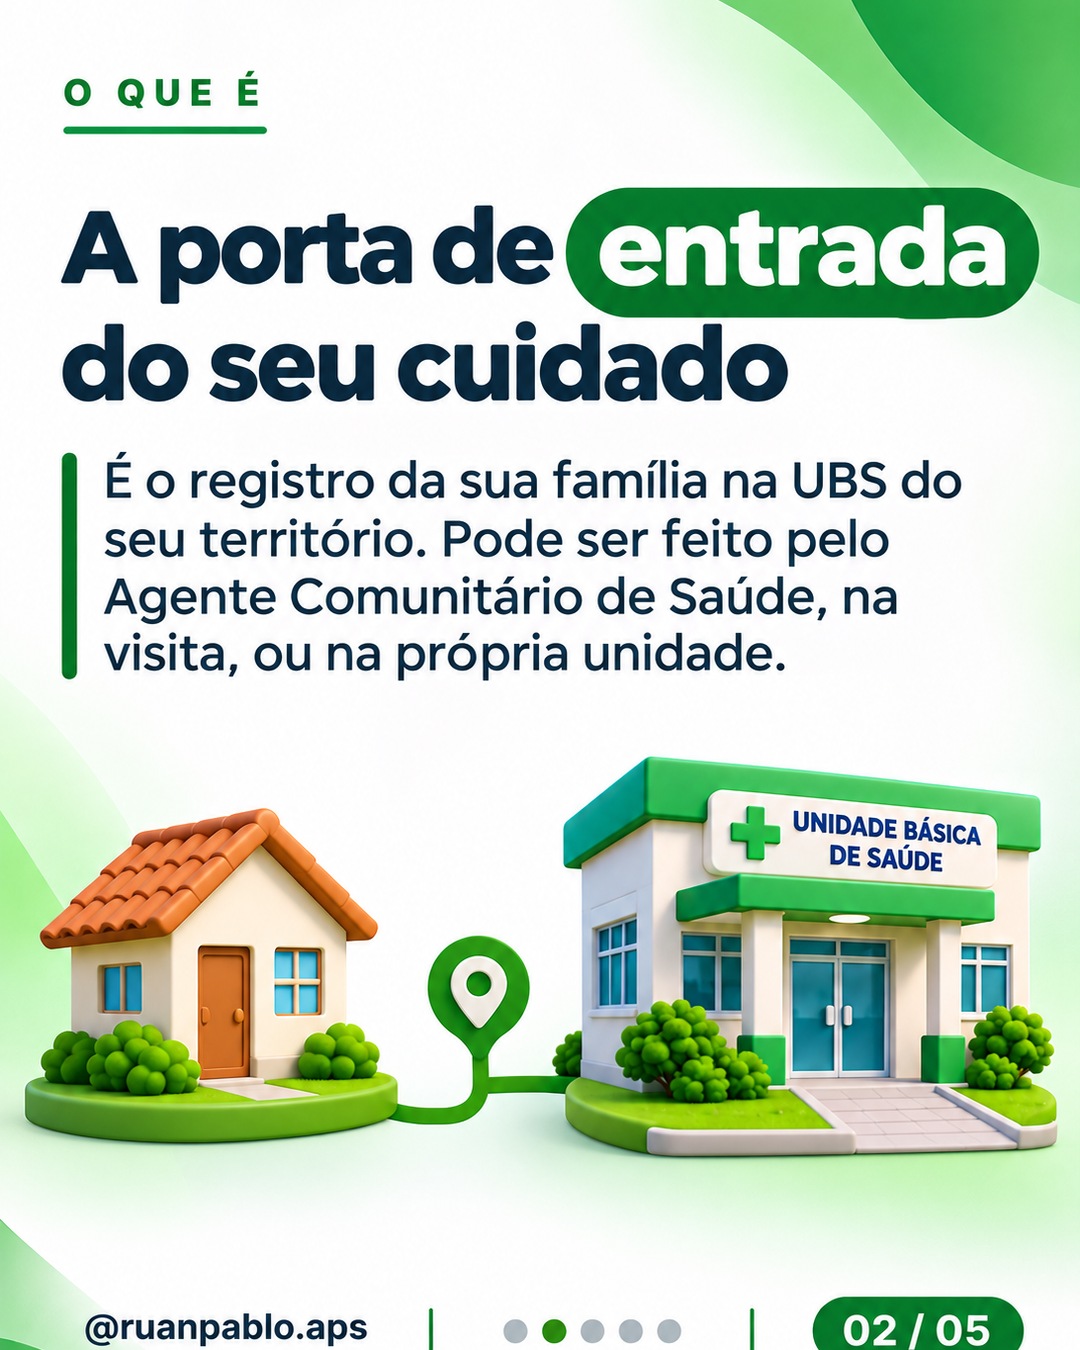 O QUE É
A porta de entrada
do seu cuidado
É o registro da sua família na UBS do
seu território. Pode ser feito pelo
Agente Comunitário de Saúde, na
visita, ou na própria unidade.
UNIDADE BÁSICA
DE SAÚDE
@ruanpablo.aps
02 / 05